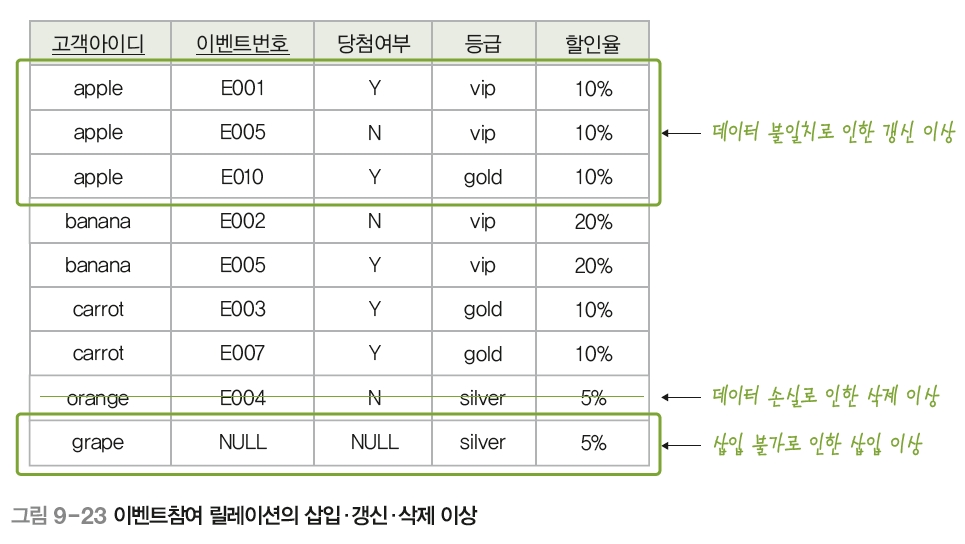 고객아이디 이벤트번호 당첨여부 등급 할인율
apple E001 Y vip 10%
apple E005 N vip 10%
데이터 불일치로 인한 갱신 이상
apple E010 Y gold 10%
banana E002 N vip 20%
banana E005 Y vip 20%
carrot E003 Y gold 10%
carrot E007 Y gold 10%
orange E004 N silver 5%
데이터 손실로 인한 삭제 이상
grape NULL NULL silver 5%
삽입 불가로 인한 삽입 이상
그림 9-23 이벤트참여 릴레이션의 삽입·갱신·삭제 이상